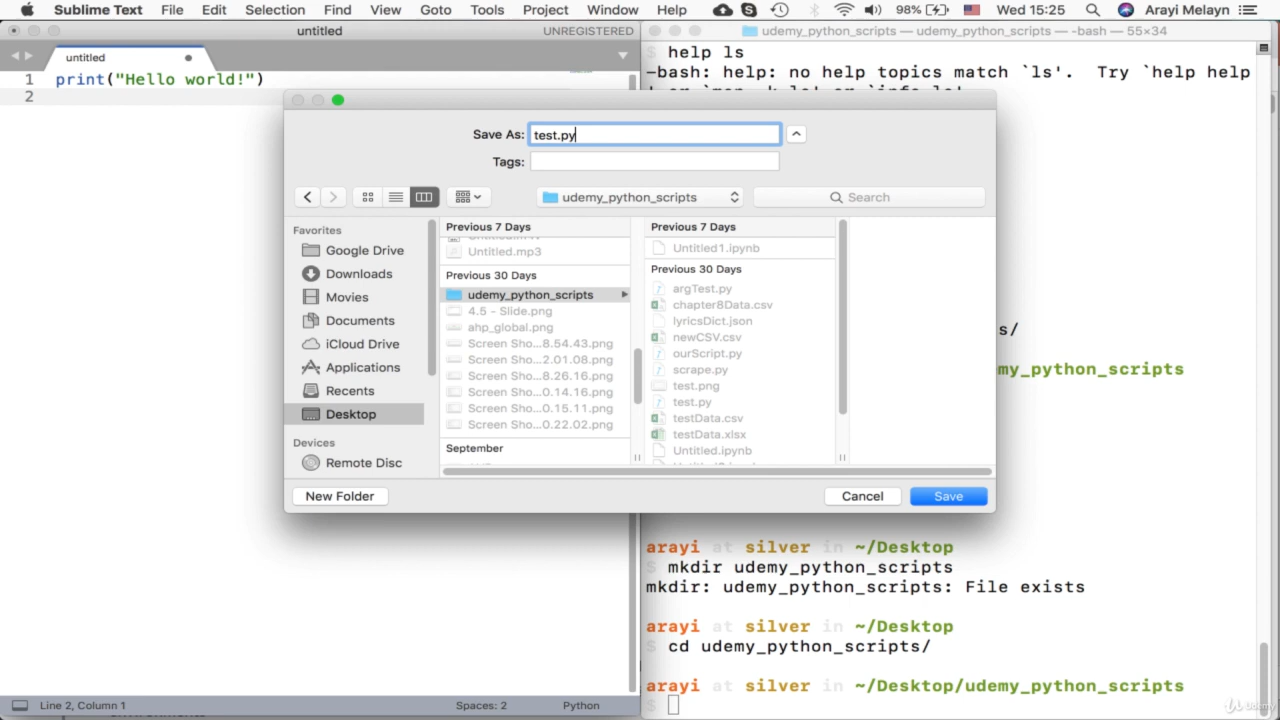 Sublime Text File Edit Selection Find View Goto Tools Project Window Help 98% Wed 15:25 Arayi Melayn
untitled UNREGISTERED
udemy_python_scripts — udemy_python_scripts — -bash — 55×34
untitled
1 print("Hello world!")
2
$ help ls
-bash: help: no help topics match `ls'. Try `help help
Save As: test.py
Tags:
udemy_python_scripts
Search
Favorites
Google Drive
Downloads
Movies
Documents
iCloud Drive
Applications
Recents
Desktop
Devices
Remote Disc
Previous 7 Days
Untitled.mp3
Previous 30 Days
udemy_python_scripts
4.5 - Slide.png
ahp_global.png
Screen Sho...8.54.43.png
Screen Sho...2.01.08.png
Screen Sho...8.26.16.png
Screen Sho...0.14.16.png
Screen Sho...0.15.11.png
Screen Sho...0.22.02.png
September
Previous 7 Days
Untitled1.ipynb
Previous 30 Days
argTest.py
chapter8Data.csv
lyricsDict.json
newCSV.csv
ourScript.py
scrape.py
test.png
test.py
testData.csv
testData.xlsx
Untitled.ipynb
New Folder Cancel Save
s/
my_python_scripts
arayi at silver in ~/Desktop
$ mkdir udemy_python_scripts
mkdir: udemy_python_scripts: File exists
arayi at silver in ~/Desktop
$ cd udemy_python_scripts/
arayi at silver in ~/Desktop/udemy_python_scripts
$
Line 2, Column 1 Spaces: 2 Python
Udemy